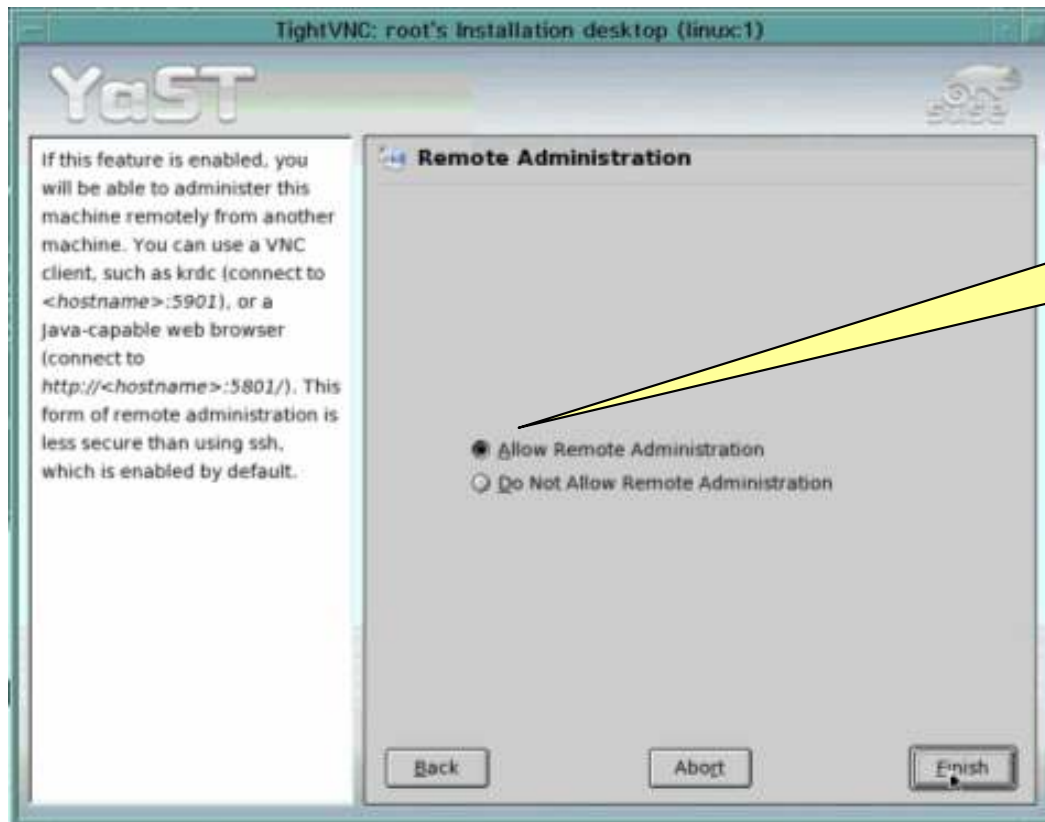 TightVNC: root's Installation desktop (linux:1)
YaST
suse
If this feature is enabled, you
will be able to administer this
machine remotely from another
machine. You can use a VNC
client, such as krdc (connect to
<hostname>:5901), or a
Java-capable web browser
(connect to
http://<hostname>:5801/). This
form of remote administration is
less secure than using ssh,
which is enabled by default.
Remote Administration
Allow Remote Administration
Do Not Allow Remote Administration
Back
Abort
Finish